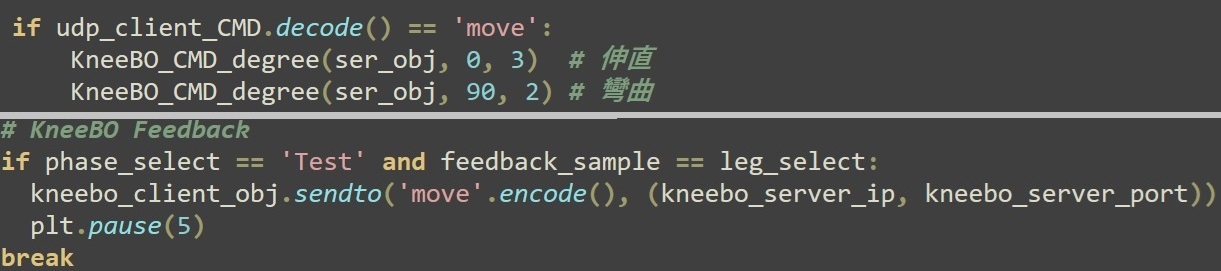 if udp_client_CMD.decode() == 'move':
    KneeBO_CMD_degree(ser_obj, 0, 3)  # 伸直
    KneeBO_CMD_degree(ser_obj, 90, 2) # 彎曲
# KneeBO Feedback
if phase_select == 'Test' and feedback_sample == leg_select:
  kneebo_client_obj.sendto('move'.encode(), (kneebo_server_ip, kneebo_server_port))
  plt.pause(5)
break